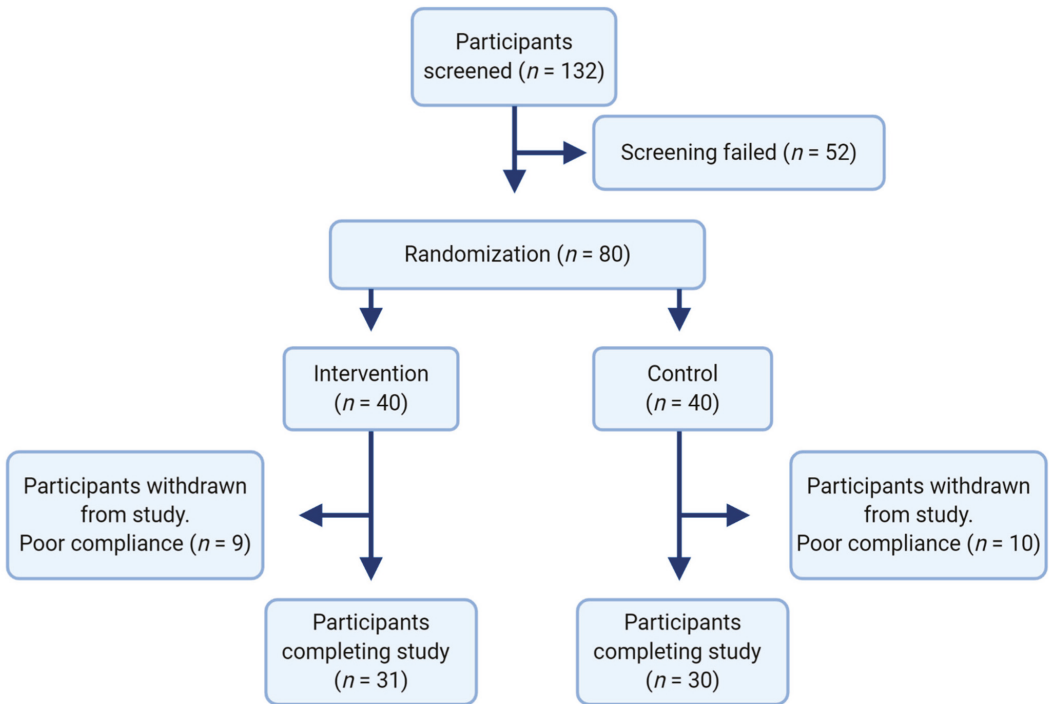 Participants
screened (n = 132)
Screening failed (n = 52)
Randomization (n = 80)
Intervention
(n = 40)
Control
(n = 40)
Participants withdrawn
from study.
Poor compliance (n = 9)
Participants withdrawn
from study.
Poor compliance (n = 10)
Participants
completing study
(n = 31)
Participants
completing study
(n = 30)